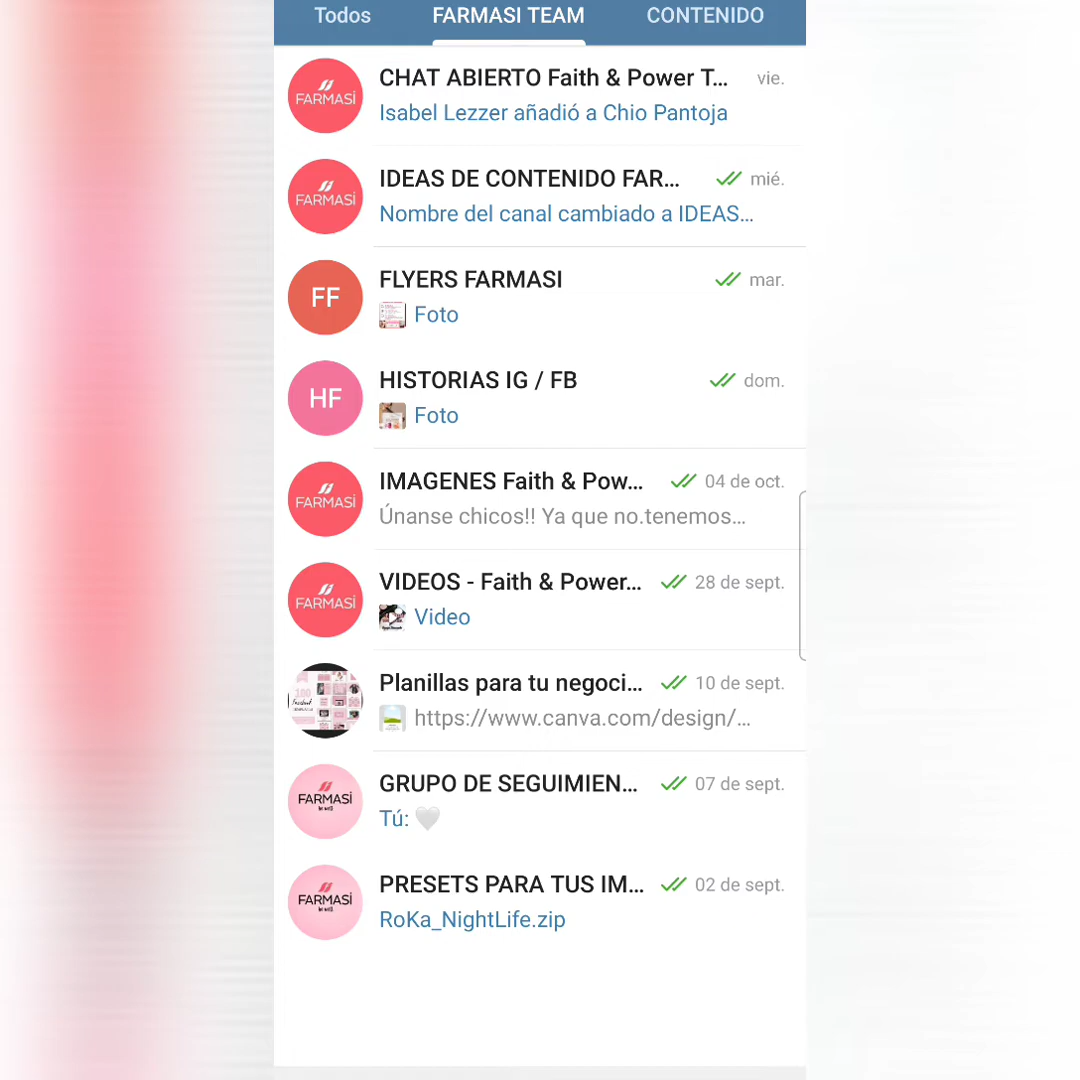 Todos
FARMASI TEAM
CONTENIDO
FARMASİ
CHAT ABIERTO Faith & Power T...
vie.
Isabel Lezzer añadió a Chio Pantoja
FARMASİ
IDEAS DE CONTENIDO FAR...
mié.
Nombre del canal cambiado a IDEAS...
FF
FLYERS FARMASI
mar.
Foto
HF
HISTORIAS IG / FB
dom.
Foto
FARMASİ
IMAGENES Faith & Pow...
04 de oct.
Únanse chicos!! Ya que no.tenemos...
FARMASİ
VIDEOS - Faith & Power...
28 de sept.
Video
Planillas para tu negoci...
10 de sept.
https://www.canva.com/design/...
FARMASİ
GRUPO DE SEGUIMIEN...
07 de sept.
Tú: 🤍
FARMASİ
PRESETS PARA TUS IM...
02 de sept.
RoKa_NightLife.zip